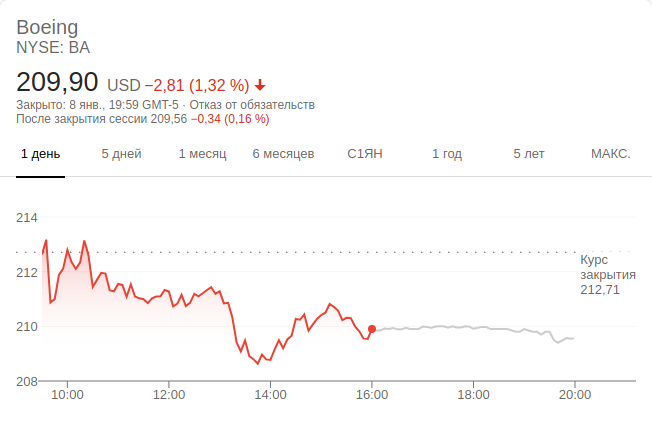 Boeing
NYSE: BA
209,90 USD −2,81 (1,32 %)
Закрыто: 8 янв., 19:59 GMT-5 · Отказ от обязательств
После закрытия сессии 209,56 −0,34 (0,16 %)
1 день 5 дней 1 месяц 6 месяцев С1ЯН 1 год 5 лет МАКС.
214
Курс
закрытия
212,71
212
210
208
10:00 12:00 14:00 16:00 18:00 20:00